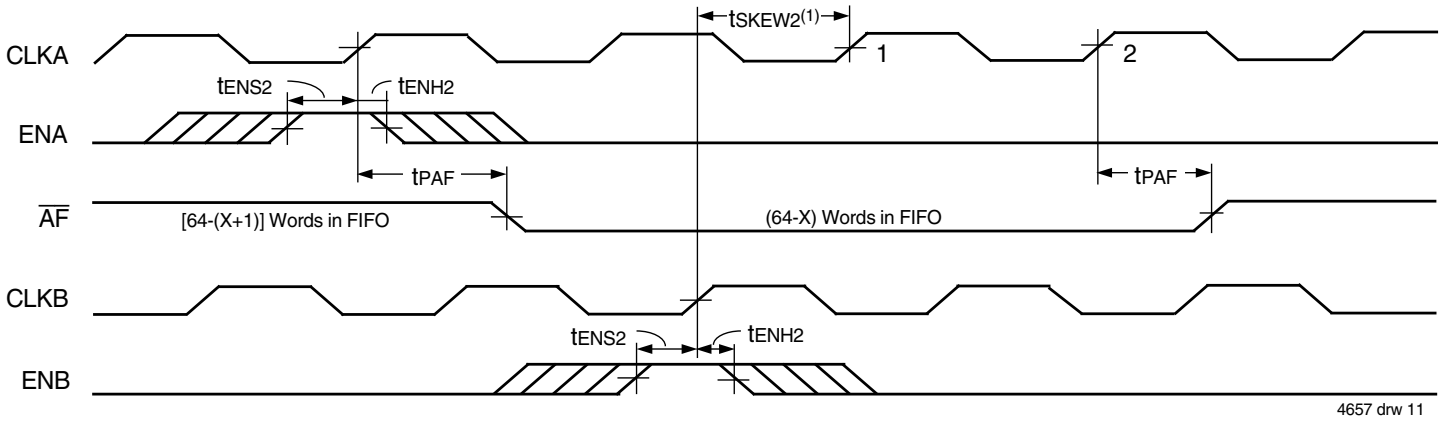 tSKEW2(1)
CLKA
1
2
tENS2
tENH2
ENA
tPAF
tPAF
AF
[64-(X+1)] Words in FIFO
(64-X) Words in FIFO
CLKB
tENS2
tENH2
ENB
4657 drw 11